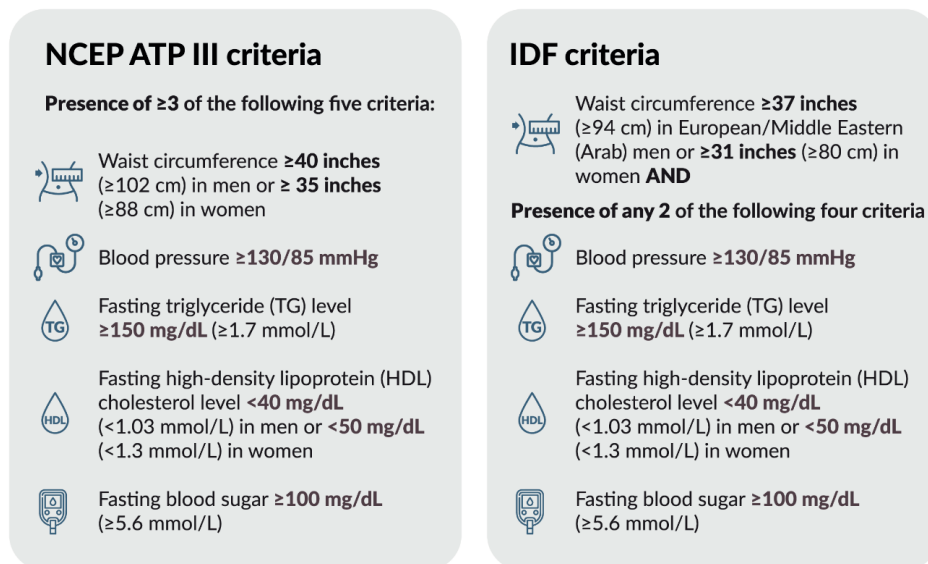 NCEP ATP III criteria
Presence of ≥3 of the following five criteria:
Waist circumference ≥40 inches
(≥102 cm) in men or ≥ 35 inches
(≥88 cm) in women
Blood pressure ≥130/85 mmHg
TG
Fasting triglyceride (TG) level
≥150 mg/dL (≥1.7 mmol/L)
HDL
Fasting high-density lipoprotein (HDL)
cholesterol level <40 mg/dL
(<1.03 mmol/L) in men or <50 mg/dL
(<1.3 mmol/L) in women
Fasting blood sugar ≥100 mg/dL
(≥5.6 mmol/L)
IDF criteria
Waist circumference ≥37 inches
(≥94 cm) in European/Middle Eastern
(Arab) men or ≥31 inches (≥80 cm) in
women AND
Presence of any 2 of the following four criteria
Blood pressure ≥130/85 mmHg
TG
Fasting triglyceride (TG) level
≥150 mg/dL (≥1.7 mmol/L)
HDL
Fasting high-density lipoprotein (HDL)
cholesterol level <40 mg/dL
(<1.03 mmol/L) in men or <50 mg/dL
(<1.3 mmol/L) in women
Fasting blood sugar ≥100 mg/dL
(≥5.6 mmol/L)